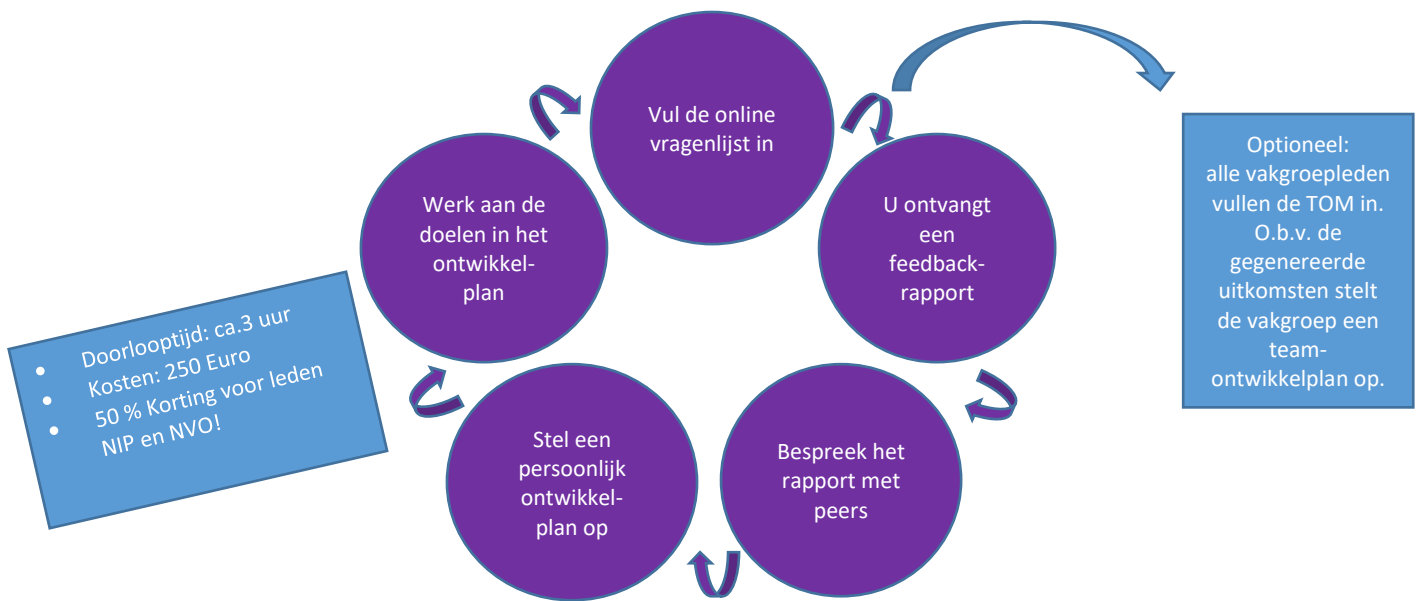 Vul de online
vragenlijst in
U ontvangt
een
feedback-
rapport
Bespreek het
rapport met
peers
Stel een
persoonlijk
ontwikkel-
plan op
Werk aan de
doelen in het
ontwikkel-
plan
Optioneel:
alle vakgroepleden
vullen de TOM in.
O.b.v. de
gegenereerde
uitkomsten stelt
de vakgroep een
team-
ontwikkelplan op.
• Doorlooptijd: ca.3 uur
• Kosten: 250 Euro
• 50 % Korting voor leden
NIP en NVO!